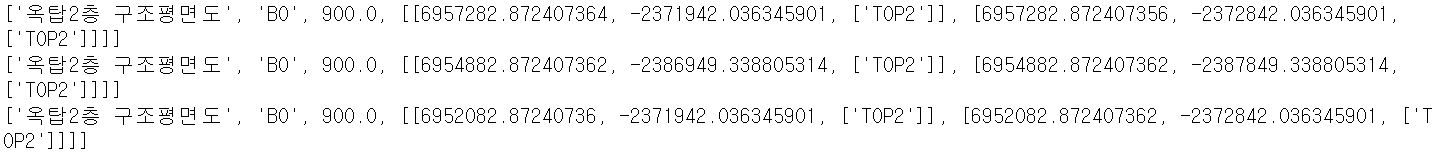 ['옥탑2층 구조평면도', 'B0', 900.0, [[6957282.872407364, -2371942.036345901, ['TOP2']], [6957282.872407356, -2372842.036345901,
['TOP2']]]]
['옥탑2층 구조평면도', 'B0', 900.0, [[6954882.872407362, -2386949.338805314, ['TOP2']], [6954882.872407362, -2387849.338805314,
['TOP2']]]]
['옥탑2층 구조평면도', 'B0', 900.0, [[6952082.87240736, -2371942.036345901, ['TOP2']], [6952082.872407362, -2372842.036345901, ['T
OP2']]]]